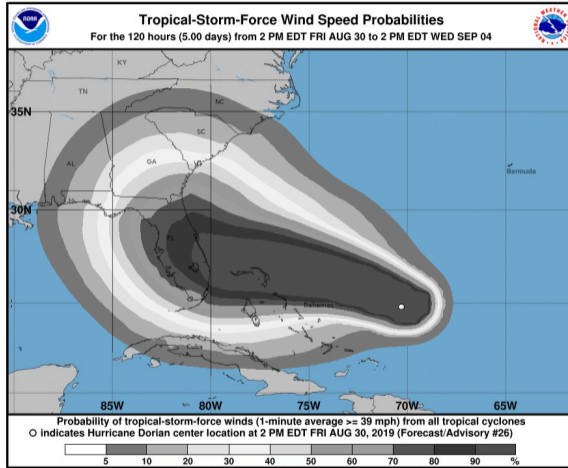 Tropical-Storm-Force Wind Speed Probabilities
For the 120 hours (5.00 days) from 2 PM EDT FRI AUG 30 to 2 PM EDT WED SEP 04
NOAA
KY
TN
NC
35N
SC
AL
GA
Bermuda
30N
FL
Bahamas
Cuba
85W 80W 75W 70W 65W
Probability of tropical-storm-force winds (1-minute average >= 39 mph) from all tropical cyclones
O indicates Hurricane Dorian center location at 2 PM EDT FRI AUG 30, 2019 (Forecast/Advisory #26)
5 10 20 30 40 50 60 70 80 90 %